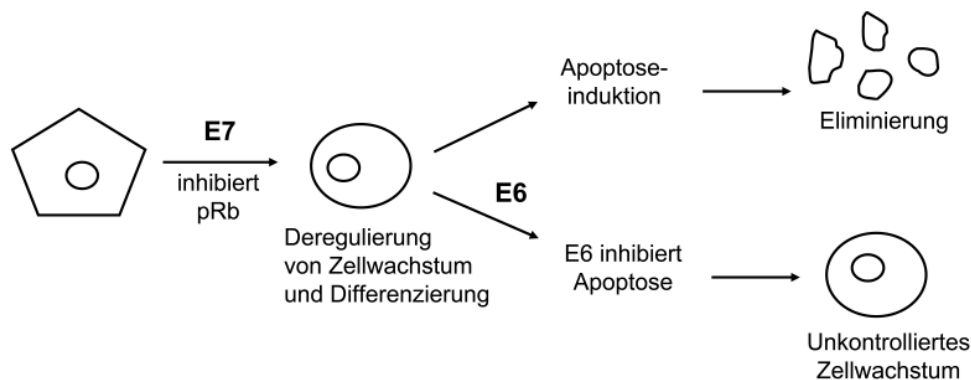 E7
inhibiert
pRb
Deregulierung
von Zellwachstum
und Differenzierung
Apoptose-
induktion
Eliminierung
E6
E6 inhibiert
Apoptose
Unkontrolliertes
Zellwachstum